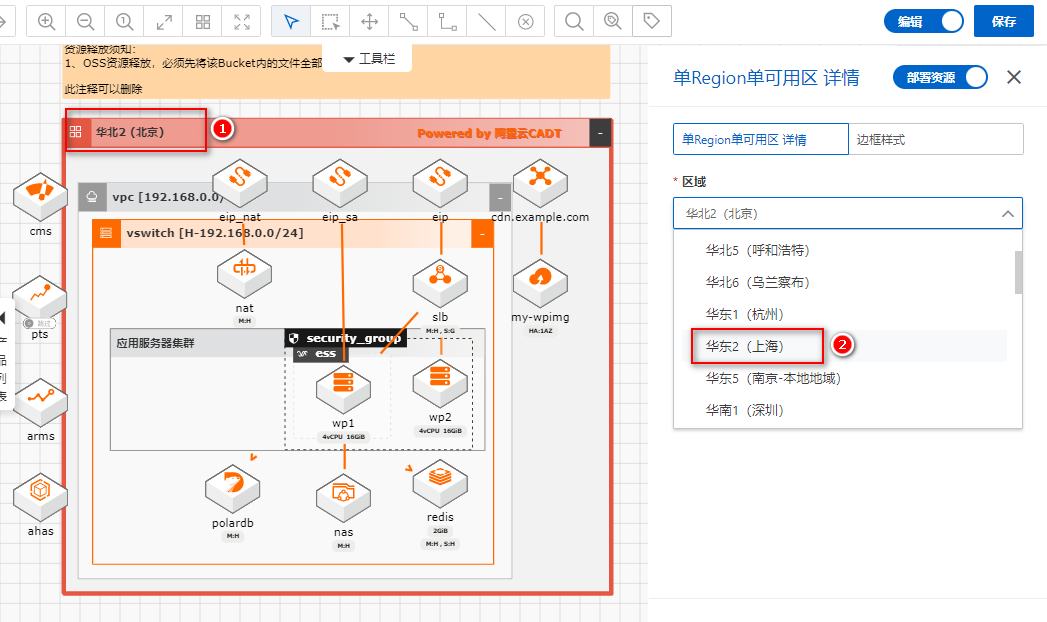 编辑
保存
资源释放须知:
1、OSS资源释放，必须先将该Bucket内的文件全部
此注释可以删除
工具栏
单Region单可用区 详情
部署资源
单Region单可用区 详情
边框样式
* 区域
华北2（北京）
华北5（呼和浩特）
华北6（乌兰察布）
华东1（杭州）
华东2（上海）
2
华东5（南京-本地地域）
华南1（深圳）
华北2（北京）
1
Powered by 阿里云CADT
-
vpc [192.168.0.0/
-
eip_nat
eip_sa
eip
cdn.example.com
cms
vswitch [H-192.168.0.0/24]
-
nat
M:H
slb
M:H , S:G
my-wpimg
HA:1AZ
跳过
pts
应用服务器集群
security_group
ess
wp1
4vCPU 16GiB
wp2
4vCPU 16GiB
品
列
表
arms
polardb
M:H
nas
M:H
redis
2GiB
M:H , S:H
ahas